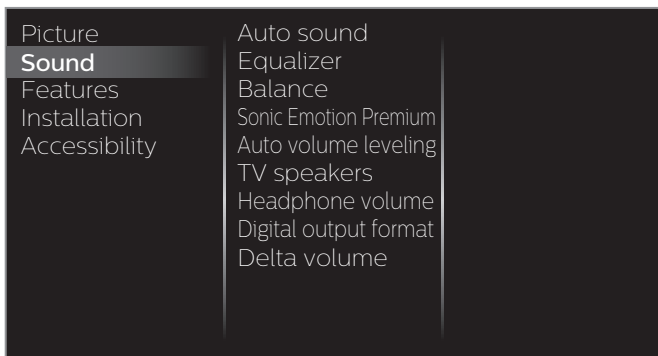 Picture
Sound
Features
Installation
Accessibility
Auto sound
Equalizer
Balance
Sonic Emotion Premium
Auto volume leveling
TV speakers
Headphone volume
Digital output format
Delta volume